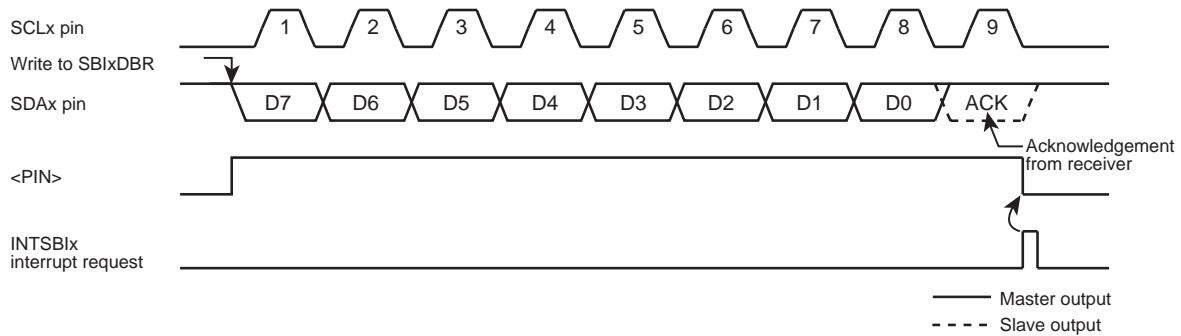 SCLx pin
1 2 3 4 5 6 7 8 9
Write to SBIxDBR
SDAx pin
D7 D6 D5 D4 D3 D2 D1 D0 ACK
Acknowledgement
from receiver
<PIN>
INTSBIx
interrupt request
Master output
Slave output